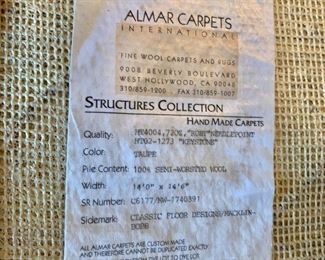 ALMAR CARPETS
INTERNATIONAL
FINE WOOL CARPETS AND RUGS
9008 BEVERLY BOULEVARD
WEST HOLLYWOOD, CA 90048
310/859-1200 · FAX 310/859-1007
STRUCTURES COLLECTION
HAND MADE CARPETS
Quality: NEEDLEPOINT
"KEYSTONE"
Color: TAUPE
Pile Content: 100% SEMI-WORSTED WOOL
Width: 14'0" x 14'6"
SR Number:
Sidemark: CLASSIC FLOOR DESIGNS/MACKLIN-
ALL ALMAR CARPETS ARE CUSTOM MADE
AND THEREFORE CANNOT BE DUPLICATED EXACTLY